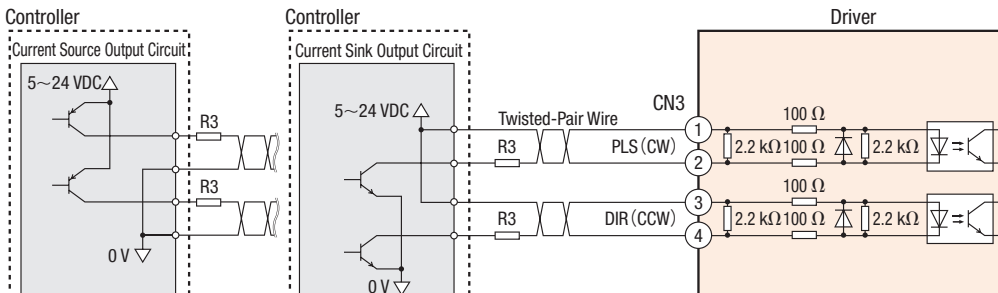 Controller
Current Source Output Circuit
5～24 VDC
R3
R3
0 V
Controller
Current Sink Output Circuit
5～24 VDC
0 V
Twisted-Pair Wire
R3
R3
PLS (CW)
DIR (CCW)
CN3
1
2
3
4
Driver
100 Ω
2.2 kΩ 100 Ω
2.2 kΩ
100 Ω
2.2 kΩ 100 Ω
2.2 kΩ